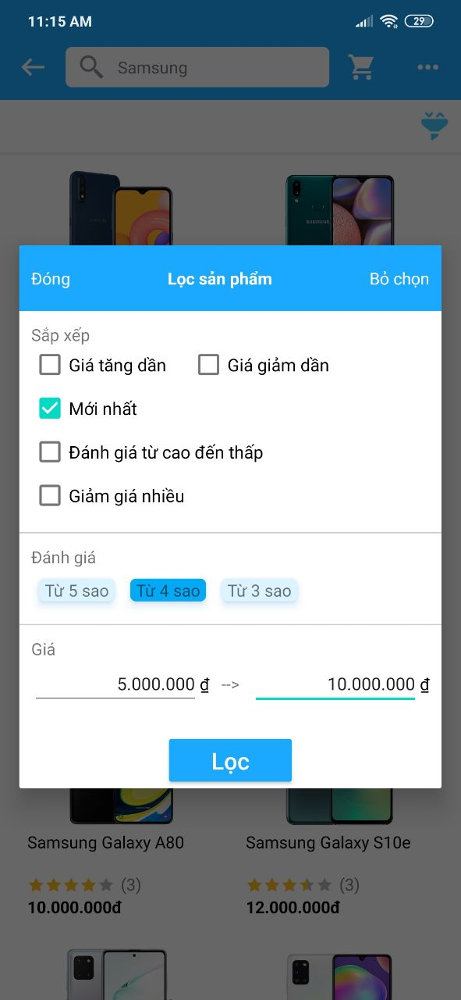 11:15 AM 29
Samsung
SAMSUNG
Đóng Lọc sản phẩm Bỏ chọn
Sắp xếp
Giá tăng dần Giá giảm dần
Mới nhất
Đánh giá từ cao đến thấp
Giảm giá nhiều
Đánh giá
Từ 5 sao Từ 4 sao Từ 3 sao
Giá
5.000.000 ₫ --> 10.000.000 ₫
Lọc
Samsung Galaxy A80 Samsung Galaxy S10e
(3) (3)
10.000.000đ 12.000.000đ